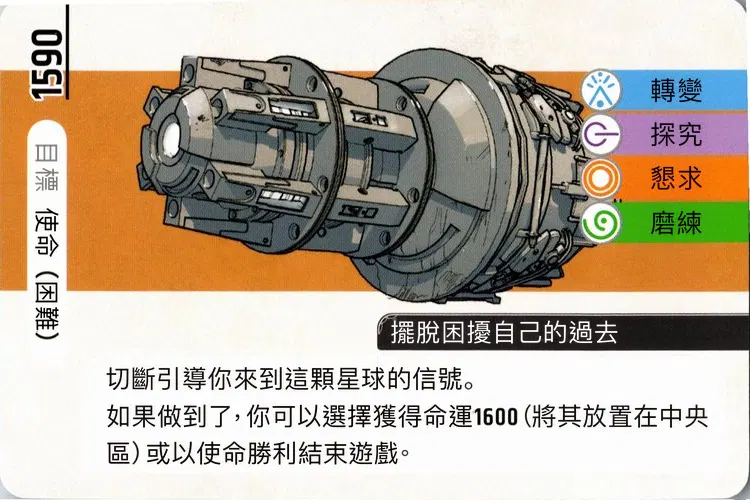 1590
目標 使命（困難）
轉變
探究
懇求
磨練
擺脫困擾自己的過去
切斷引導你來到這顆星球的信號。
如果做到了，你可以選擇獲得命運1600（將其放置在中央
區）或以使命勝利結束遊戲。